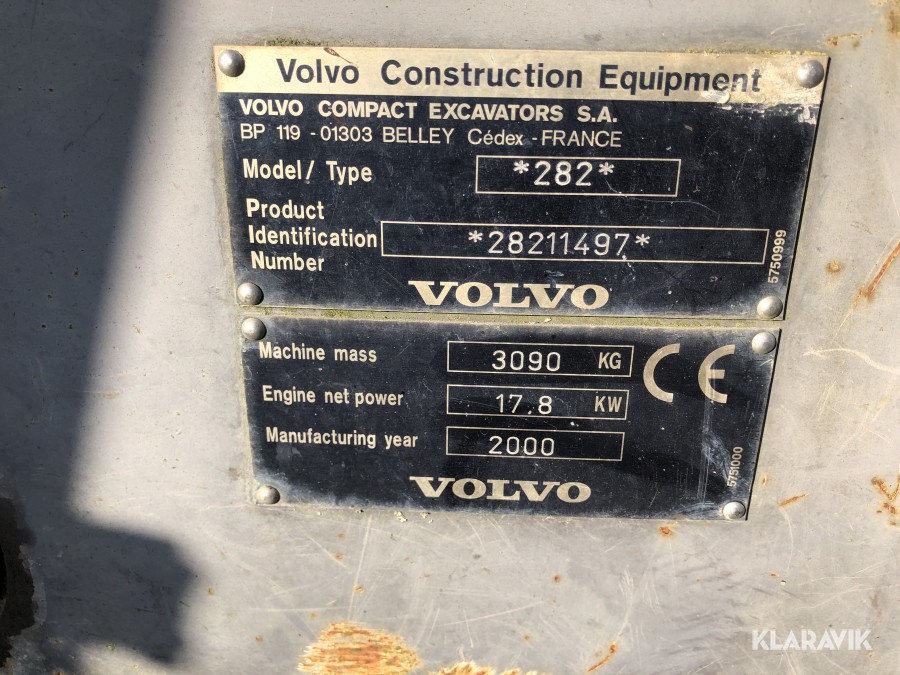 Volvo Construction Equipment
VOLVO COMPACT EXCAVATORS S.A.
BP 119 - 01303 BELLEY Cédex - FRANCE
Model/ Type *282*
Product
Identification *28211497*
Number
5750999
VOLVO
Machine mass 3090 KG CE
Engine net power 17.8 KW
Manufacturing year 2000
5751000
VOLVO
KLARAVIK